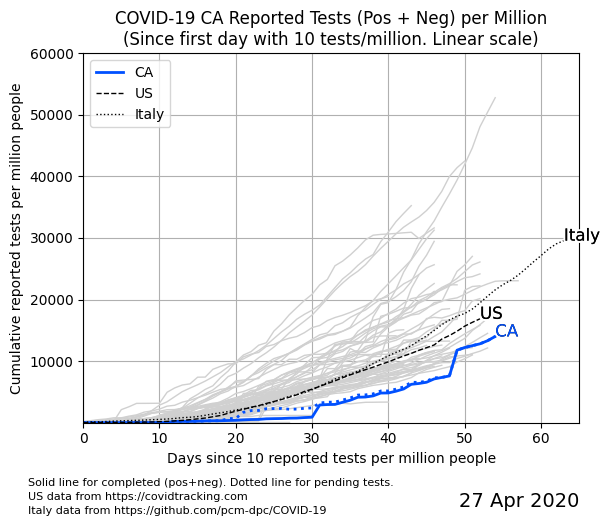 COVID-19 CA Reported Tests (Pos + Neg) per Million
(Since first day with 10 tests/million. Linear scale)
60000
50000
40000
30000
20000
10000
Cumulative reported tests per million people
CA
US
Italy
Italy
US
CA
0 10 20 30 40 50 60
Days since 10 reported tests per million people
Solid line for completed (pos+neg). Dotted line for pending tests.
US data from https://covidtracking.com
Italy data from https://github.com/pcm-dpc/COVID-19
27 Apr 2020